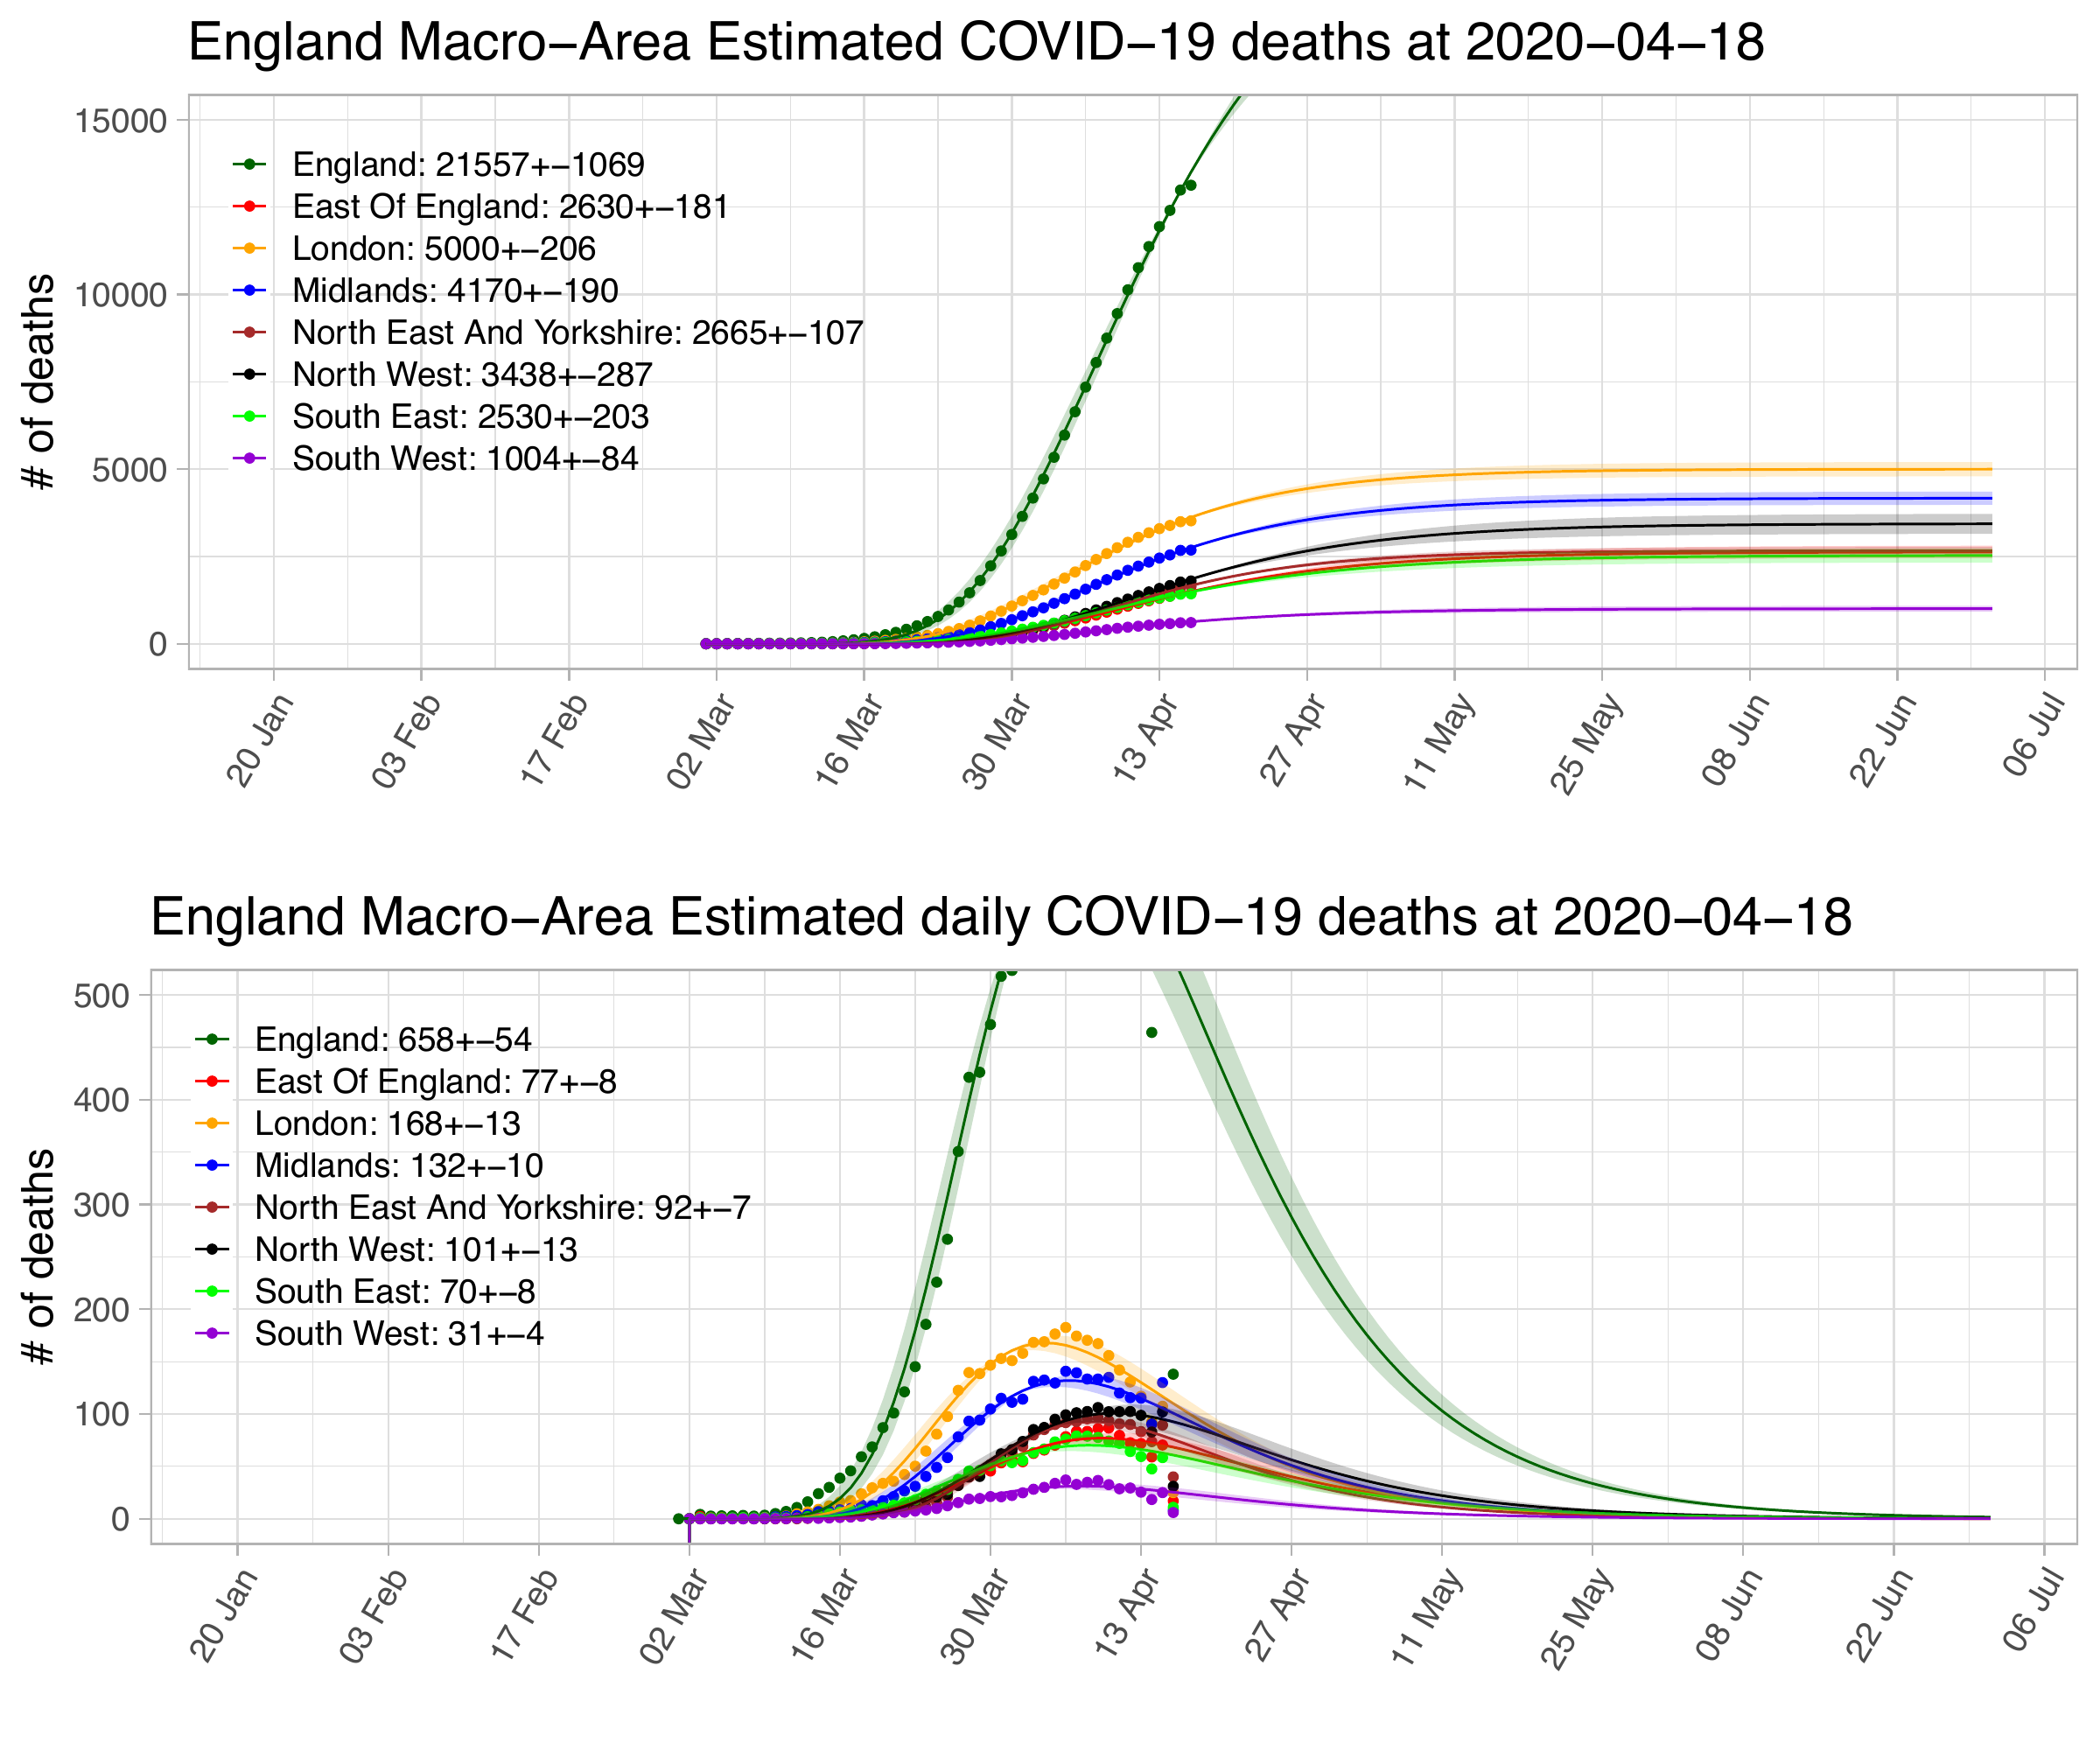 England Macro−Area Estimated COVID−19 deaths at 2020−04−18
# of deaths
15000
10000
5000
0
England: 21557+−1069
East Of England: 2630+−181
London: 5000+−206
Midlands: 4170+−190
North East And Yorkshire: 2665+−107
North West: 3438+−287
South East: 2530+−203
South West: 1004+−84
20 Jan
03 Feb
17 Feb
02 Mar
16 Mar
30 Mar
13 Apr
27 Apr
11 May
25 May
08 Jun
22 Jun
06 Jul
England Macro−Area Estimated daily COVID−19 deaths at 2020−04−18
# of deaths
500
400
300
200
100
0
England: 658+−54
East Of England: 77+−8
London: 168+−13
Midlands: 132+−10
North East And Yorkshire: 92+−7
North West: 101+−13
South East: 70+−8
South West: 31+−4
20 Jan
03 Feb
17 Feb
02 Mar
16 Mar
30 Mar
13 Apr
27 Apr
11 May
25 May
08 Jun
22 Jun
06 Jul